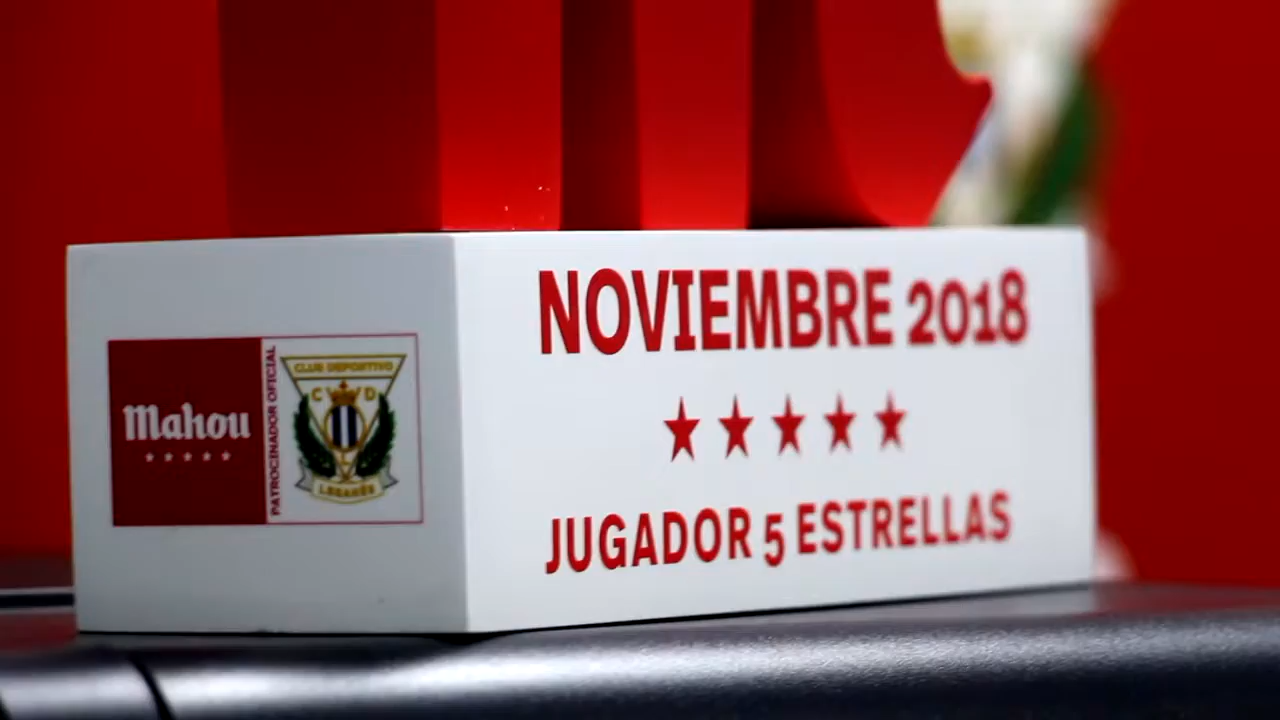 Mahou
PATROCINADOR OFICIAL
CLUB DEPORTIVO
C D
LEGANÉS
NOVIEMBRE 2018
JUGADOR 5 ESTRELLAS